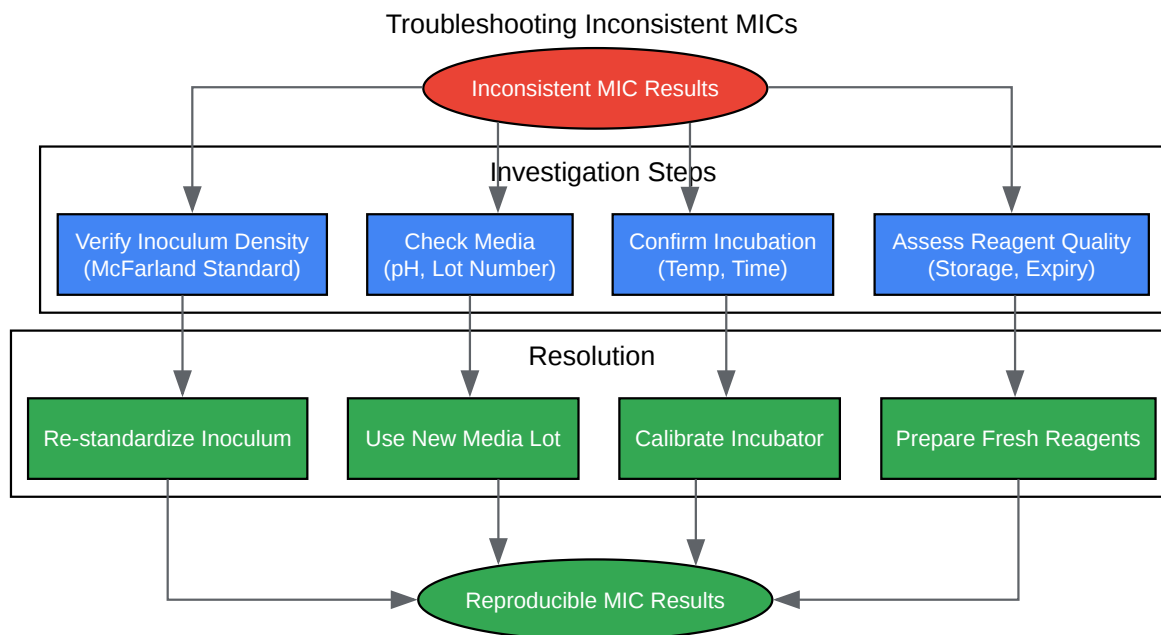 Troubleshooting Inconsistent MICs
Inconsistent MIC Results
Investigation Steps
Verify Inoculum Density
(McFarland Standard)
Check Media
(pH, Lot Number)
Confirm Incubation
(Temp, Time)
Assess Reagent Quality
(Storage, Expiry)
Resolution
Re-standardize Inoculum
Use New Media Lot
Calibrate Incubator
Prepare Fresh Reagents
Reproducible MIC Results